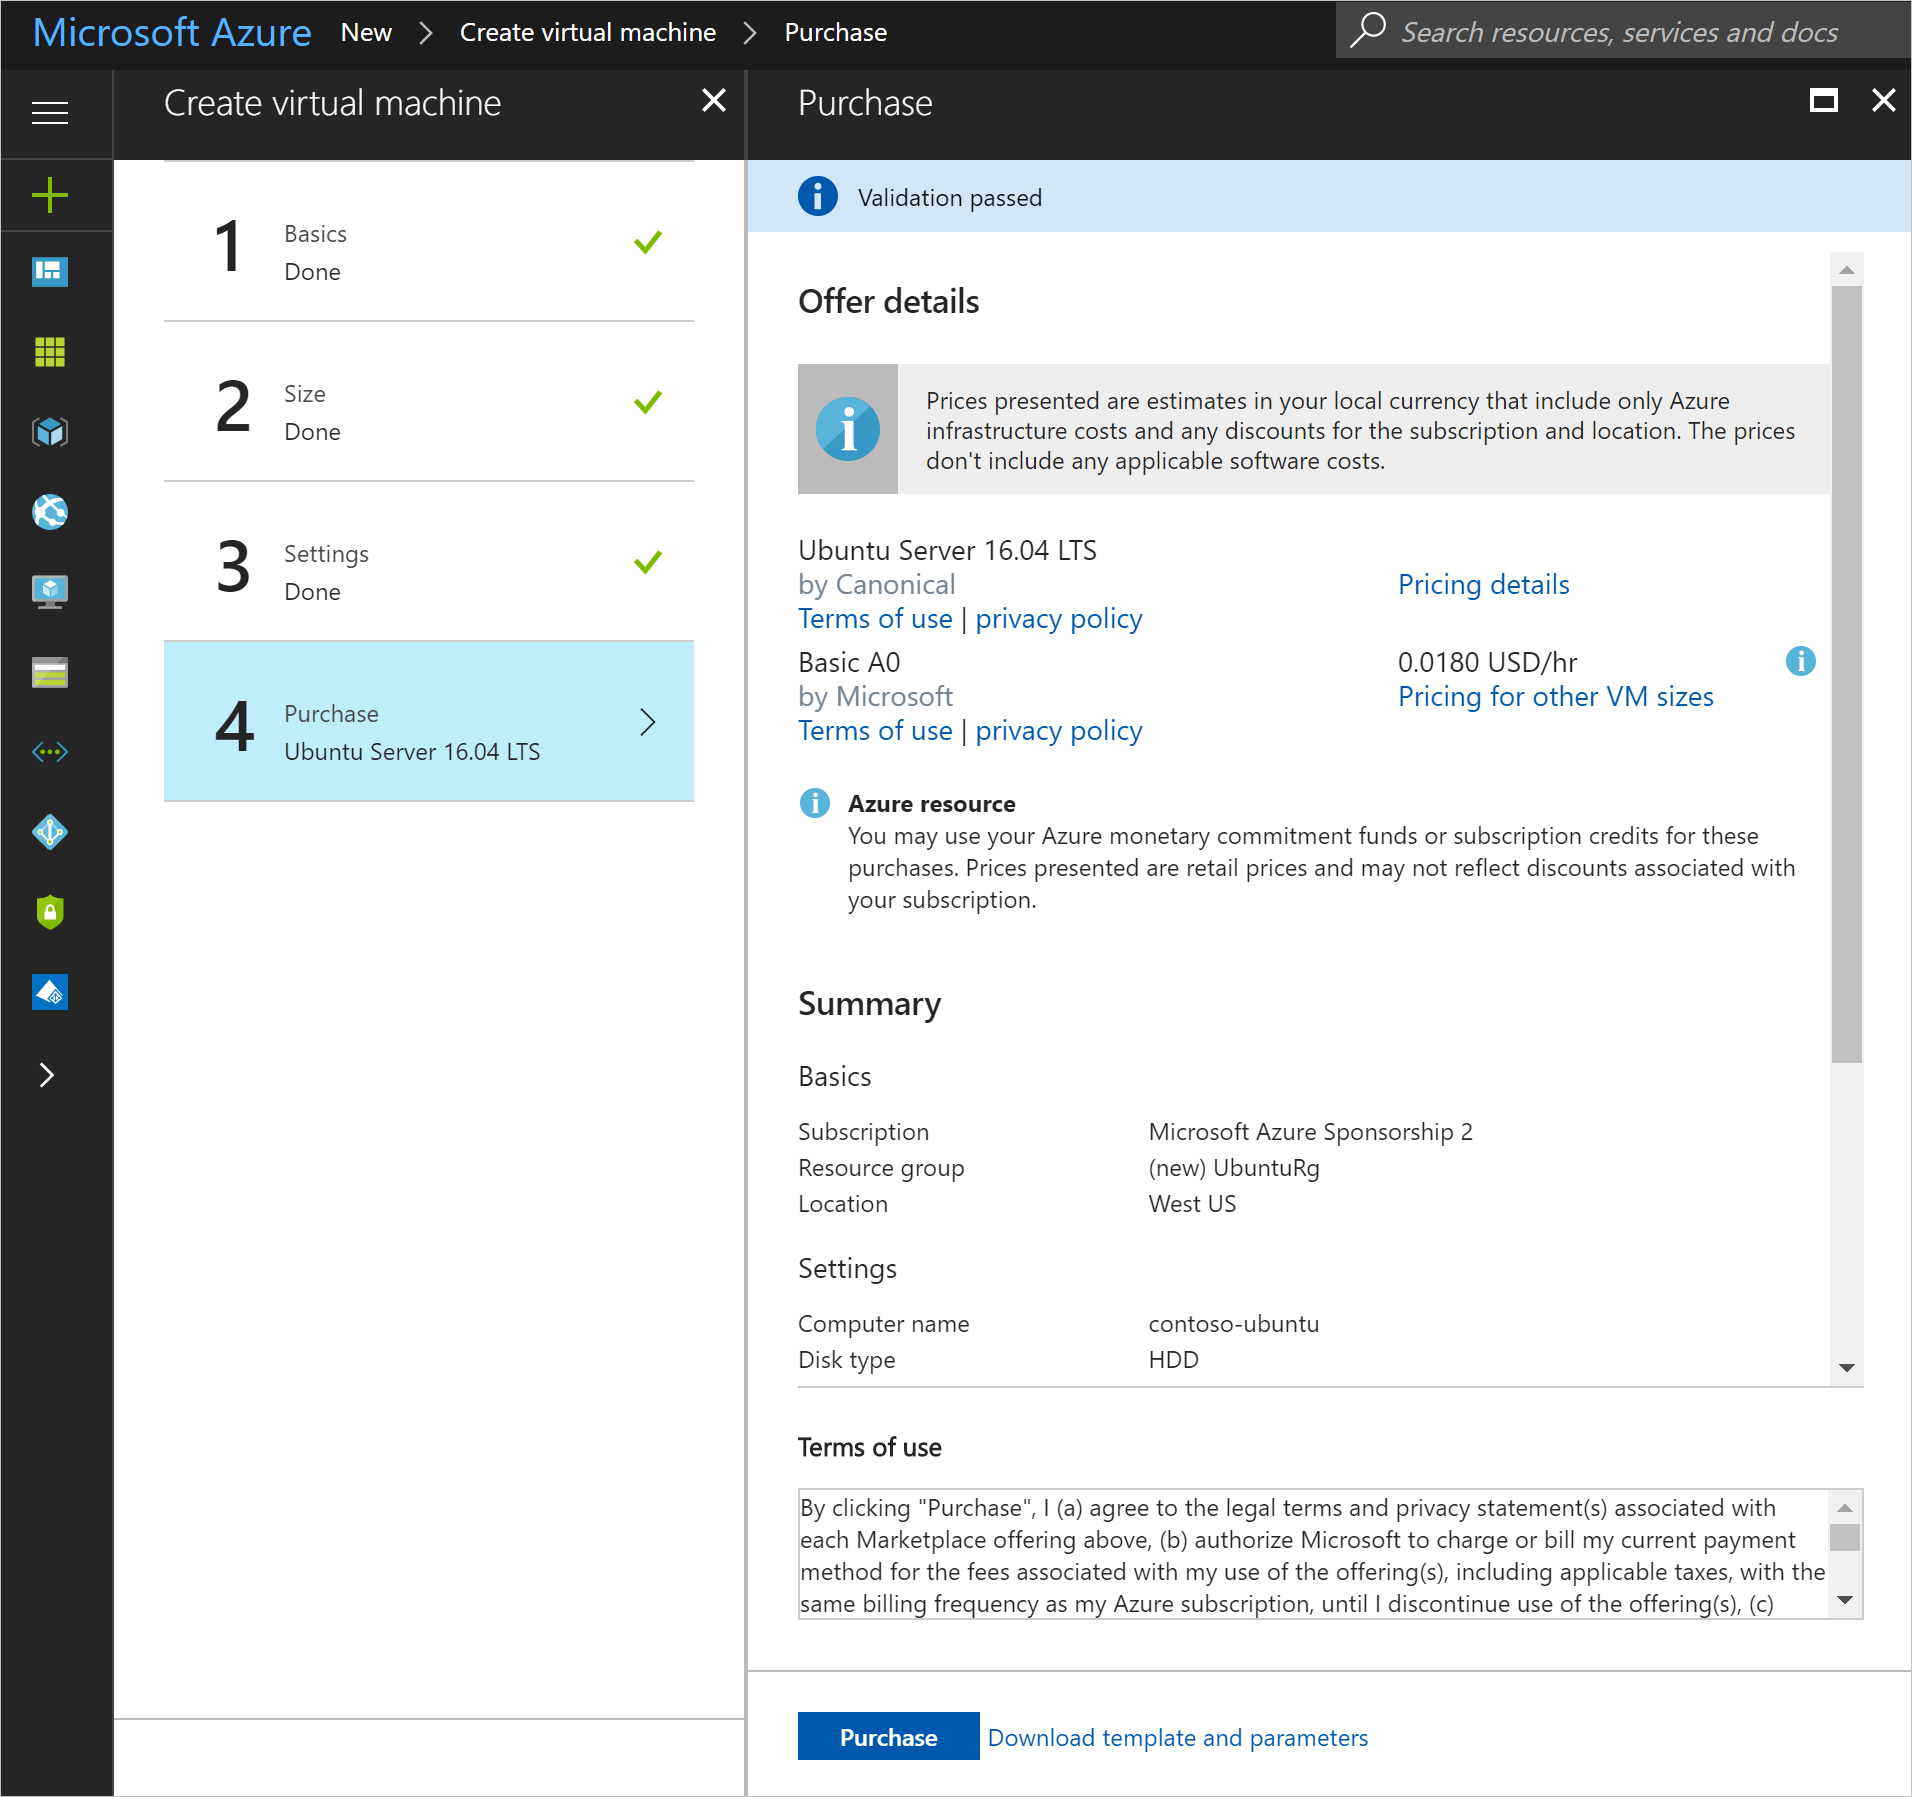 Microsoft Azure New > Create virtual machine > Purchase
Search resources, services and docs
Create virtual machine
1 Basics
Done
2 Size
Done
3 Settings
Done
4 Purchase
Ubuntu Server 16.04 LTS
Purchase
Validation passed
Offer details
Prices presented are estimates in your local currency that include only Azure
infrastructure costs and any discounts for the subscription and location. The prices
don't include any applicable software costs.
Ubuntu Server 16.04 LTS
by Canonical Pricing details
Terms of use | privacy policy
Basic A0 0.0180 USD/hr
by Microsoft Pricing for other VM sizes
Terms of use | privacy policy
Azure resource
You may use your Azure monetary commitment funds or subscription credits for these
purchases. Prices presented are retail prices and may not reflect discounts associated with
your subscription.
Summary
Basics
Subscription Microsoft Azure Sponsorship 2
Resource group (new) UbuntuRg
Location West US
Settings
Computer name contoso-ubuntu
Disk type HDD
Terms of use
By clicking "Purchase", I (a) agree to the legal terms and privacy statement(s) associated with
each Marketplace offering above, (b) authorize Microsoft to charge or bill my current payment
method for the fees associated with my use of the offering(s), including applicable taxes, with the
same billing frequency as my Azure subscription, until I discontinue use of the offering(s), (c)
Purchase Download template and parameters